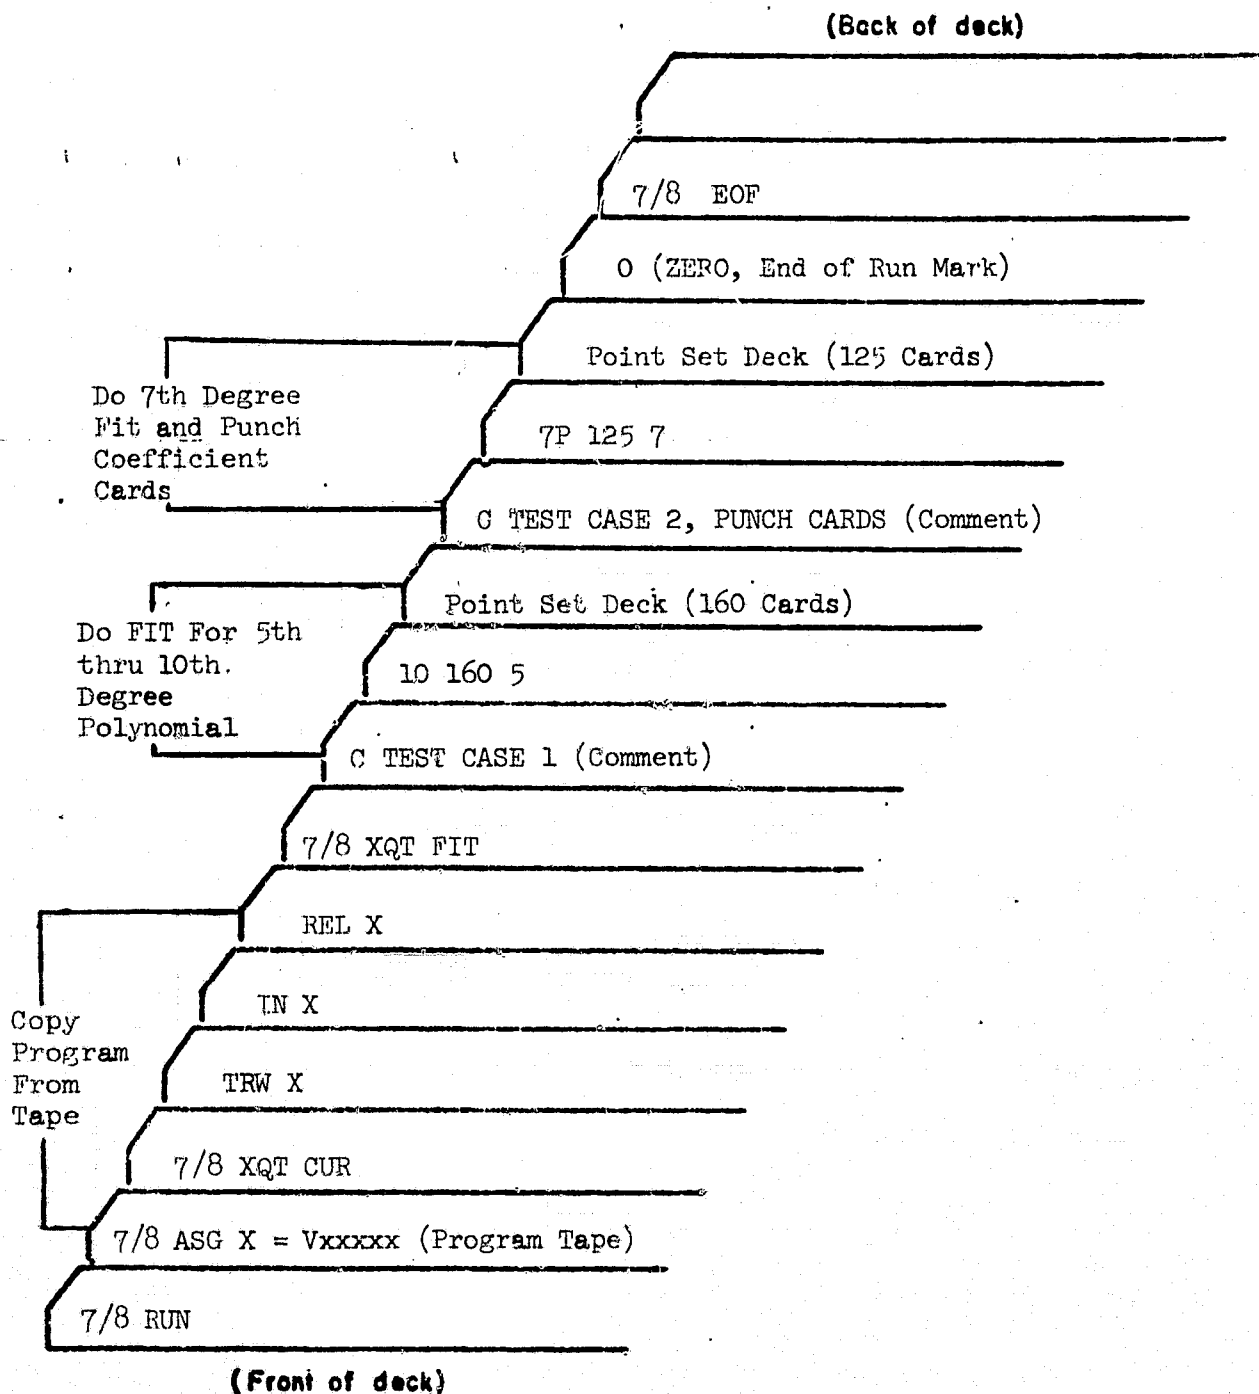 (Back of deck)
7/8 EOF
0 (ZERO, End of Run Mark)
Point Set Deck (125 Cards)
Do 7th Degree
Fit and Punch
Coefficient
Cards
7P 125 7
C TEST CASE 2, PUNCH CARDS (Comment)
Point Set Deck (160 Cards)
Do FIT For 5th
thru 10th.
Degree
Polynomial
10 160 5
C TEST CASE 1 (Comment)
7/8 XQT FIT
REL X
IN X
Copy
Program
From
Tape
TRW X
7/8 XQT CUR
7/8 ASG X = Vxxxxx (Program Tape)
7/8 RUN
(Front of deck)